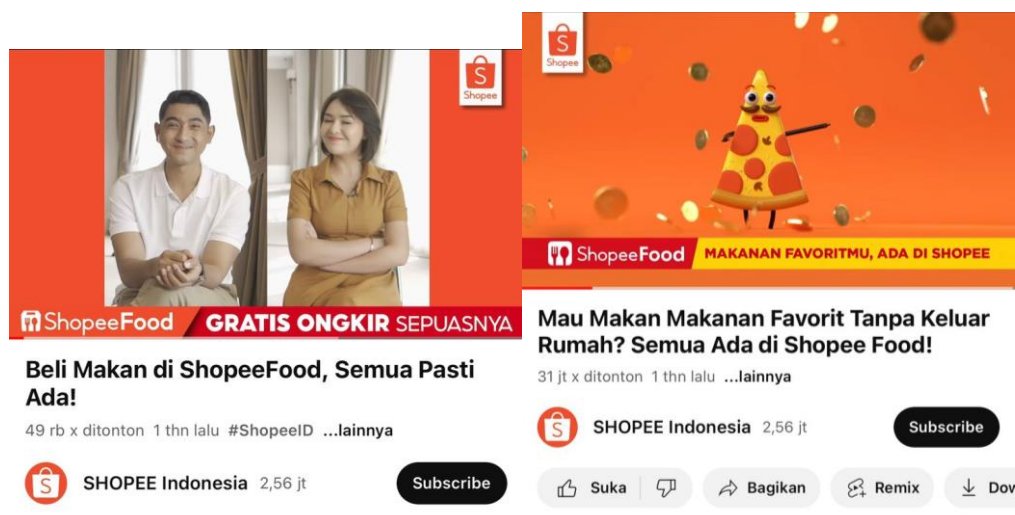 Shopee
ShopeeFood GRATIS ONGKIR SEPUASNYA
Beli Makan di ShopeeFood, Semua Pasti
Ada!
49 rb x ditonton 1 thn lalu #ShopeeID ...lainnya
SHOPEE Indonesia 2,56 jt Subscribe
Shopee
ShopeeFood MAKANAN FAVORITMU, ADA DI SHOPEE
Mau Makan Makanan Favorit Tanpa Keluar
Rumah? Semua Ada di Shopee Food!
31 jt x ditonton 1 thn lalu ...lainnya
SHOPEE Indonesia 2,56 jt Subscribe
Suka Bagikan Remix Dow